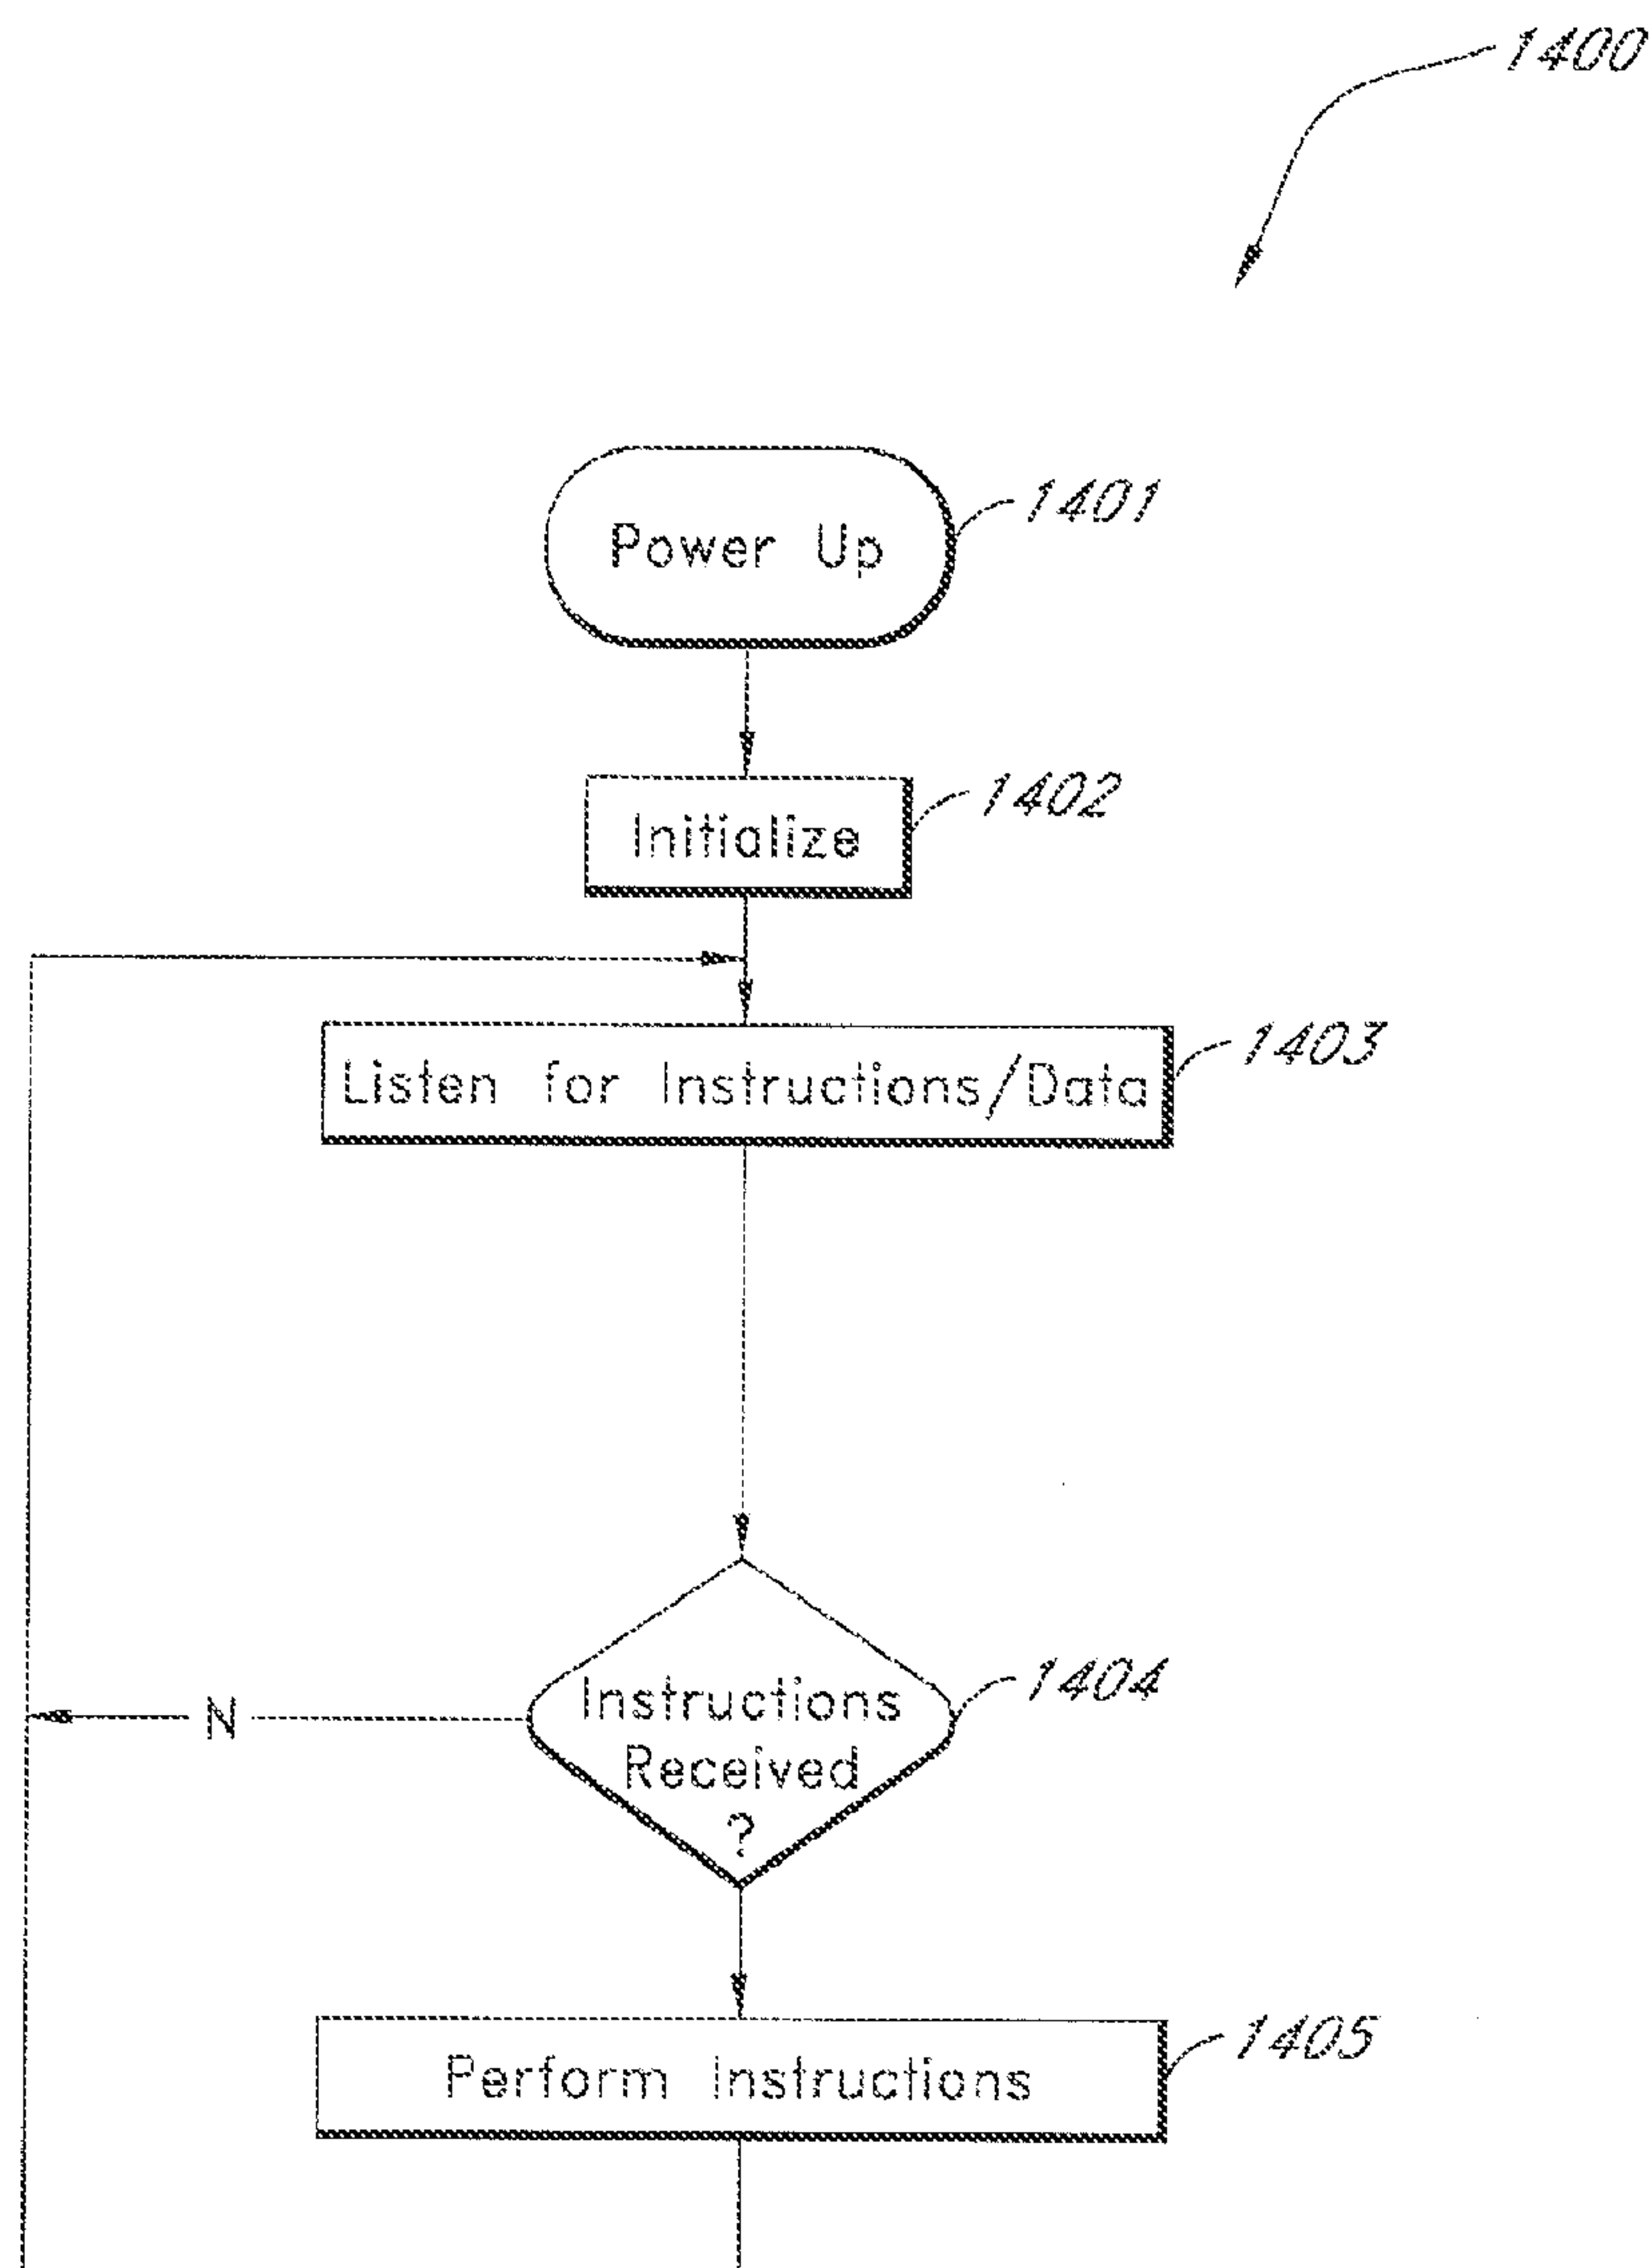 1400
Power Up
1401
Initialize
1402
Listen for Instructions/Data
1403
Instructions
Received
?
1404
N
Perform Instructions
1405